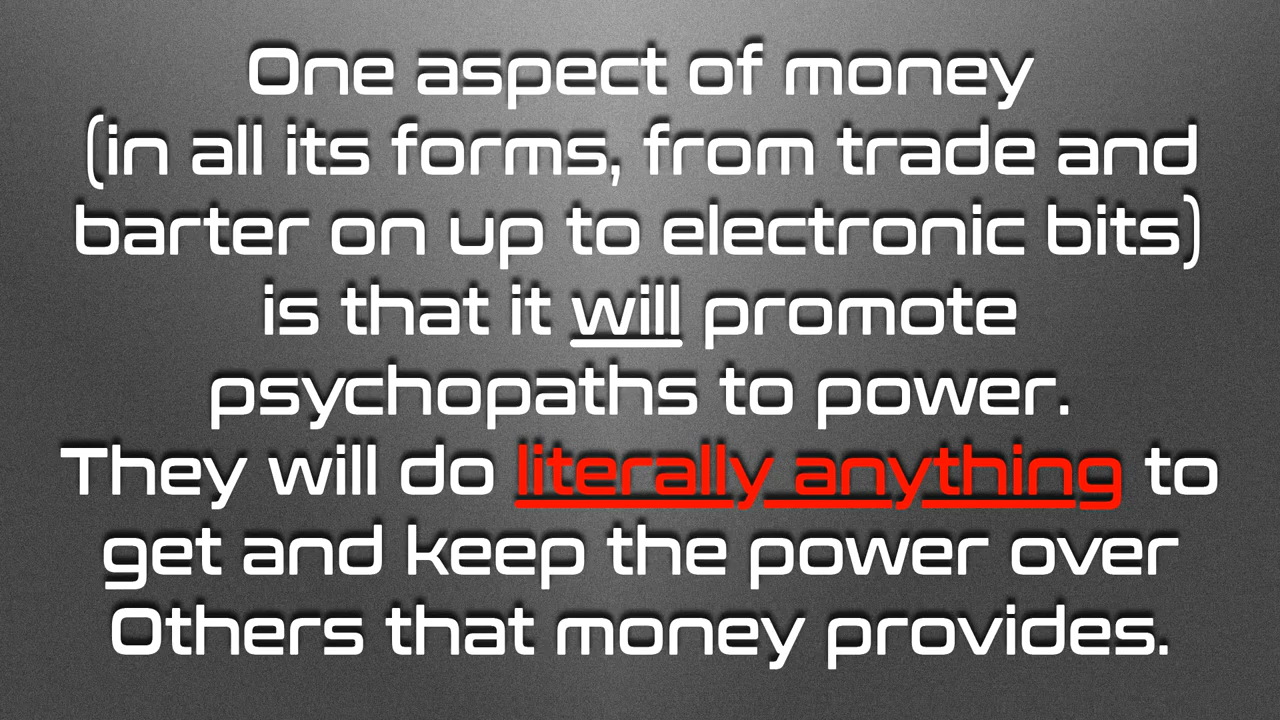 One aspect of money
(in all its forms, from trade and
barter on up to electronic bits)
is that it will promote
psychopaths to power.
They will do literally anything to
get and keep the power over
Others that money provides.